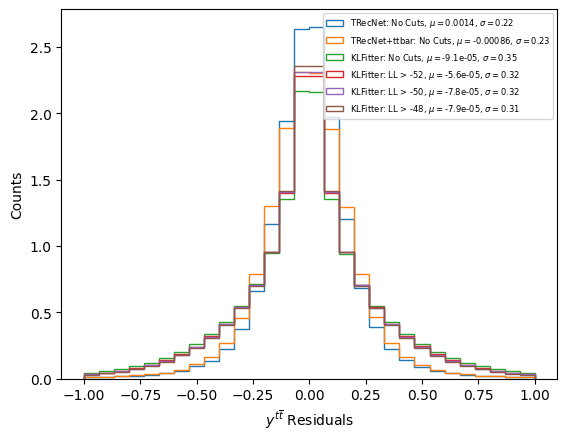 TRecNet: No Cuts, μ = 0.0014, σ = 0.22
TRecNet+ttbar: No Cuts, μ = -0.00086, σ = 0.23
KLFitter: No Cuts, μ = -9.1e-05, σ = 0.35
KLFitter: LL > -52, μ = -5.6e-05, σ = 0.32
KLFitter: LL > -50, μ = -7.8e-05, σ = 0.32
KLFitter: LL > -48, μ = -7.9e-05, σ = 0.31
Counts
2.5
2.0
1.5
1.0
0.5
0.0
−1.00 −0.75 −0.50 −0.25 0.00 0.25 0.50 0.75 1.00
y^{tt̅} Residuals